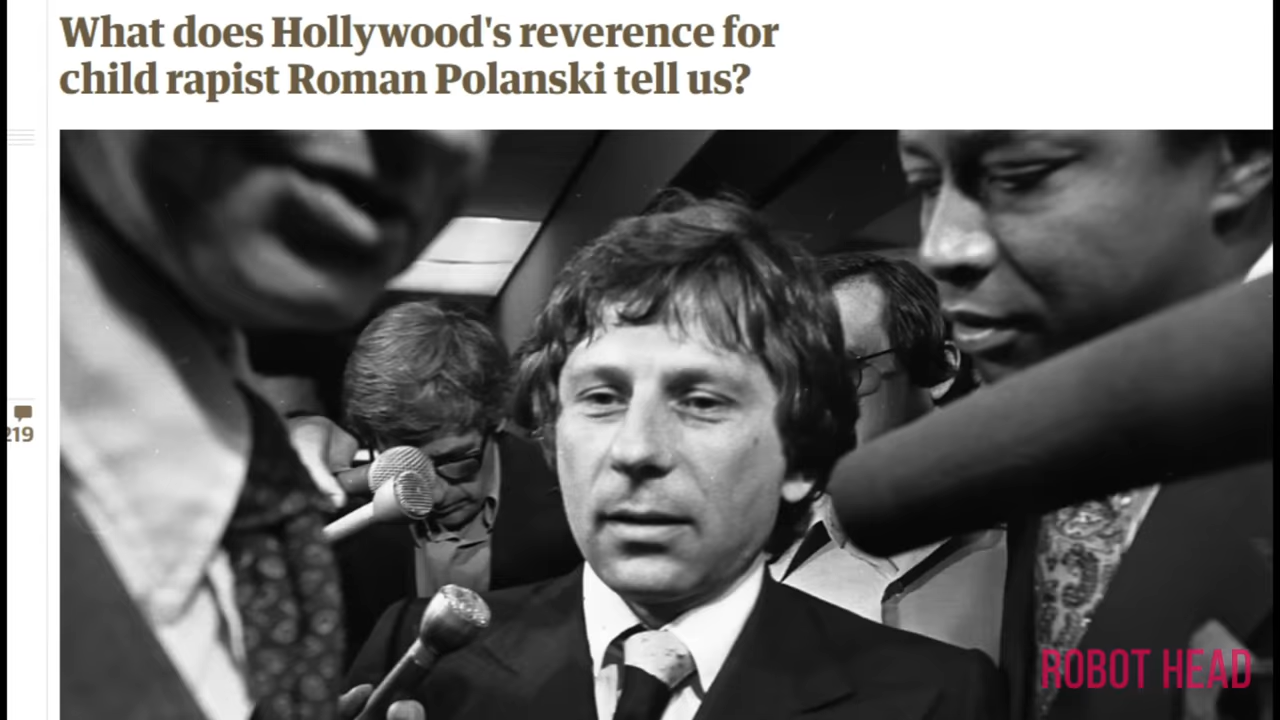 What does Hollywood's reverence for
child rapist Roman Polanski tell us?
219
ROBOT HEAD